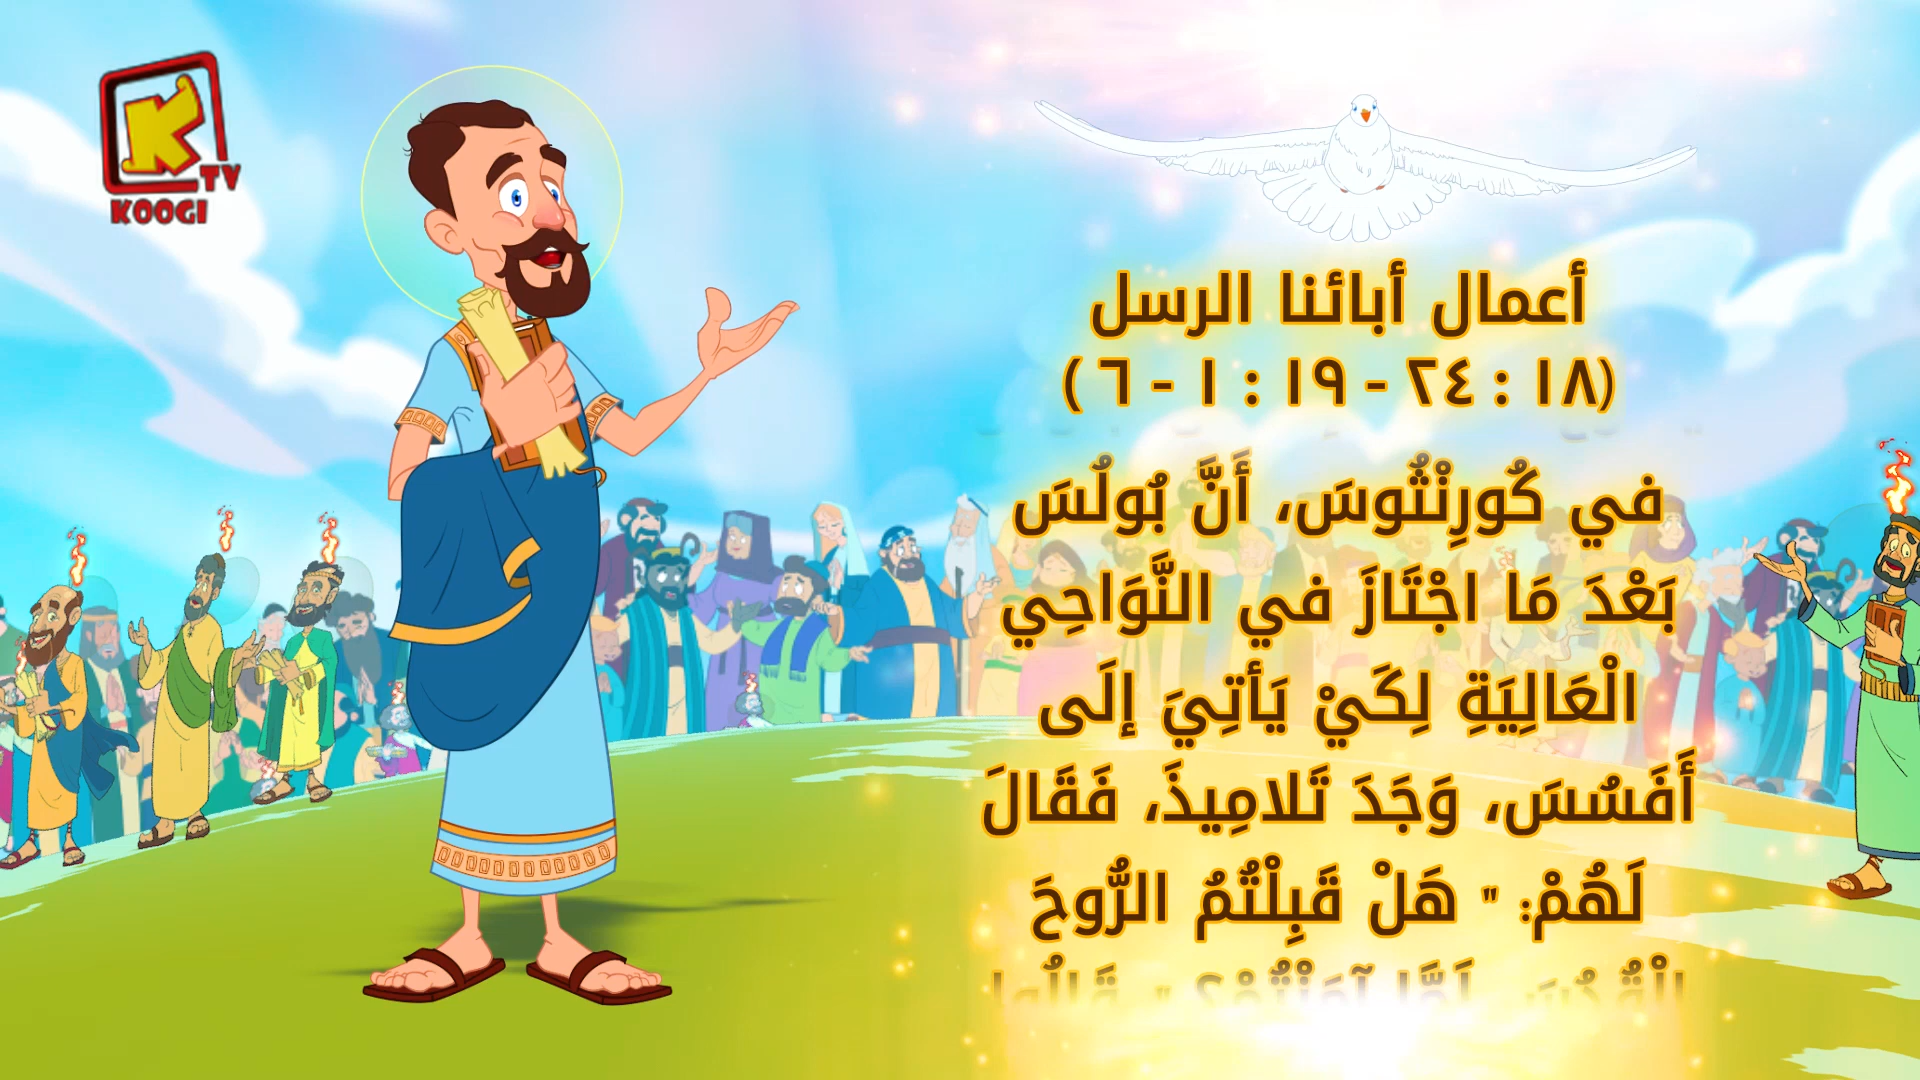 K
TV
KOOGI
أعمال أبائنا الرسل
(١٨ : ٢٤ - ١٩ : ١ - ٦ )
في كُورِنْثُوسَ، أَنَّ بُولُسَ
بَعْدَ مَا اجْتَازَ في النَّوَاحِي
الْعَالِيَةِ لِكَيْ يَأتِيَ إلَى
أَفَسُسَ، وَجَدَ تَلامِيذَ، فَقَالَ
لَهُمْ: " هَلْ قَبِلْتُمُ الرُّوحَ